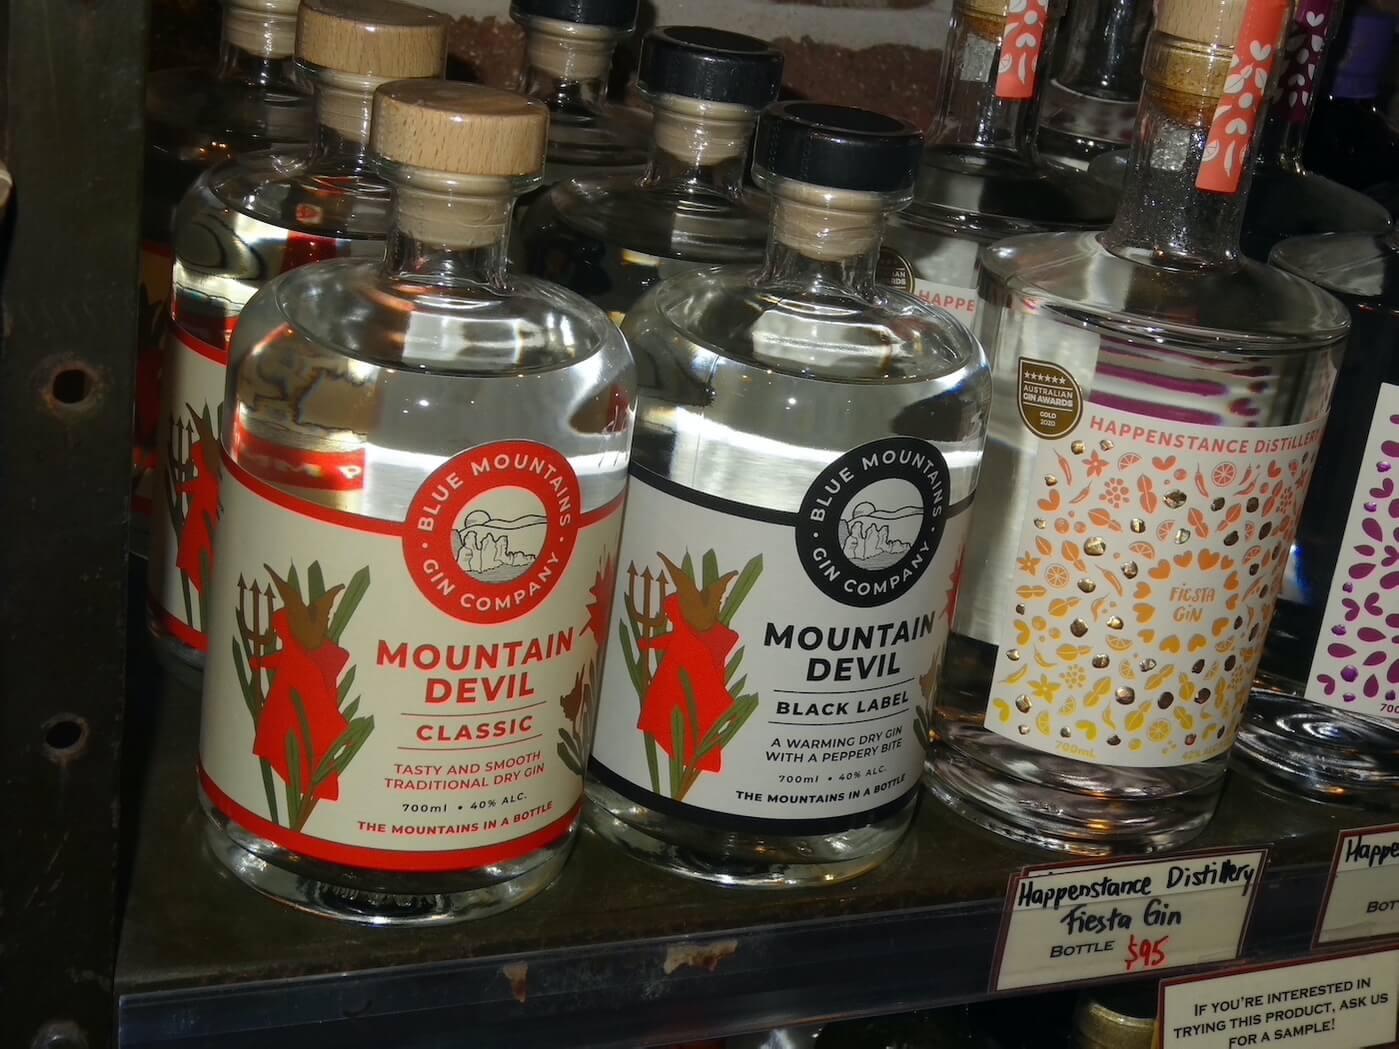 BLUE MOUNTAINS
• GIN COMPANY •
MOUNTAIN
DEVIL
CLASSIC
TASTY AND SMOOTH
TRADITIONAL DRY GIN
700ml • 40% ALC.
THE MOUNTAINS IN A BOTTLE
BLUE MOUNTAINS
• GIN COMPANY •
MOUNTAIN
DEVIL
BLACK LABEL
A WARMING DRY GIN
WITH A PEPPERY BITE
700ml • 40% ALC.
THE MOUNTAINS IN A BOTTLE
HAPPE
AUSTRALIAN
GIN AWARDS
GOLD
2020
HAPPENSTANCE DiSTILLERY
FiESTA
GiN
700mL
Happenstance Distillery
Fiesta Gin
BOTTLE $95
Happe
BOT
IF YOU'RE INTERESTED IN
TRYING THIS PRODUCT, ASK US
FOR A SAMPLE!